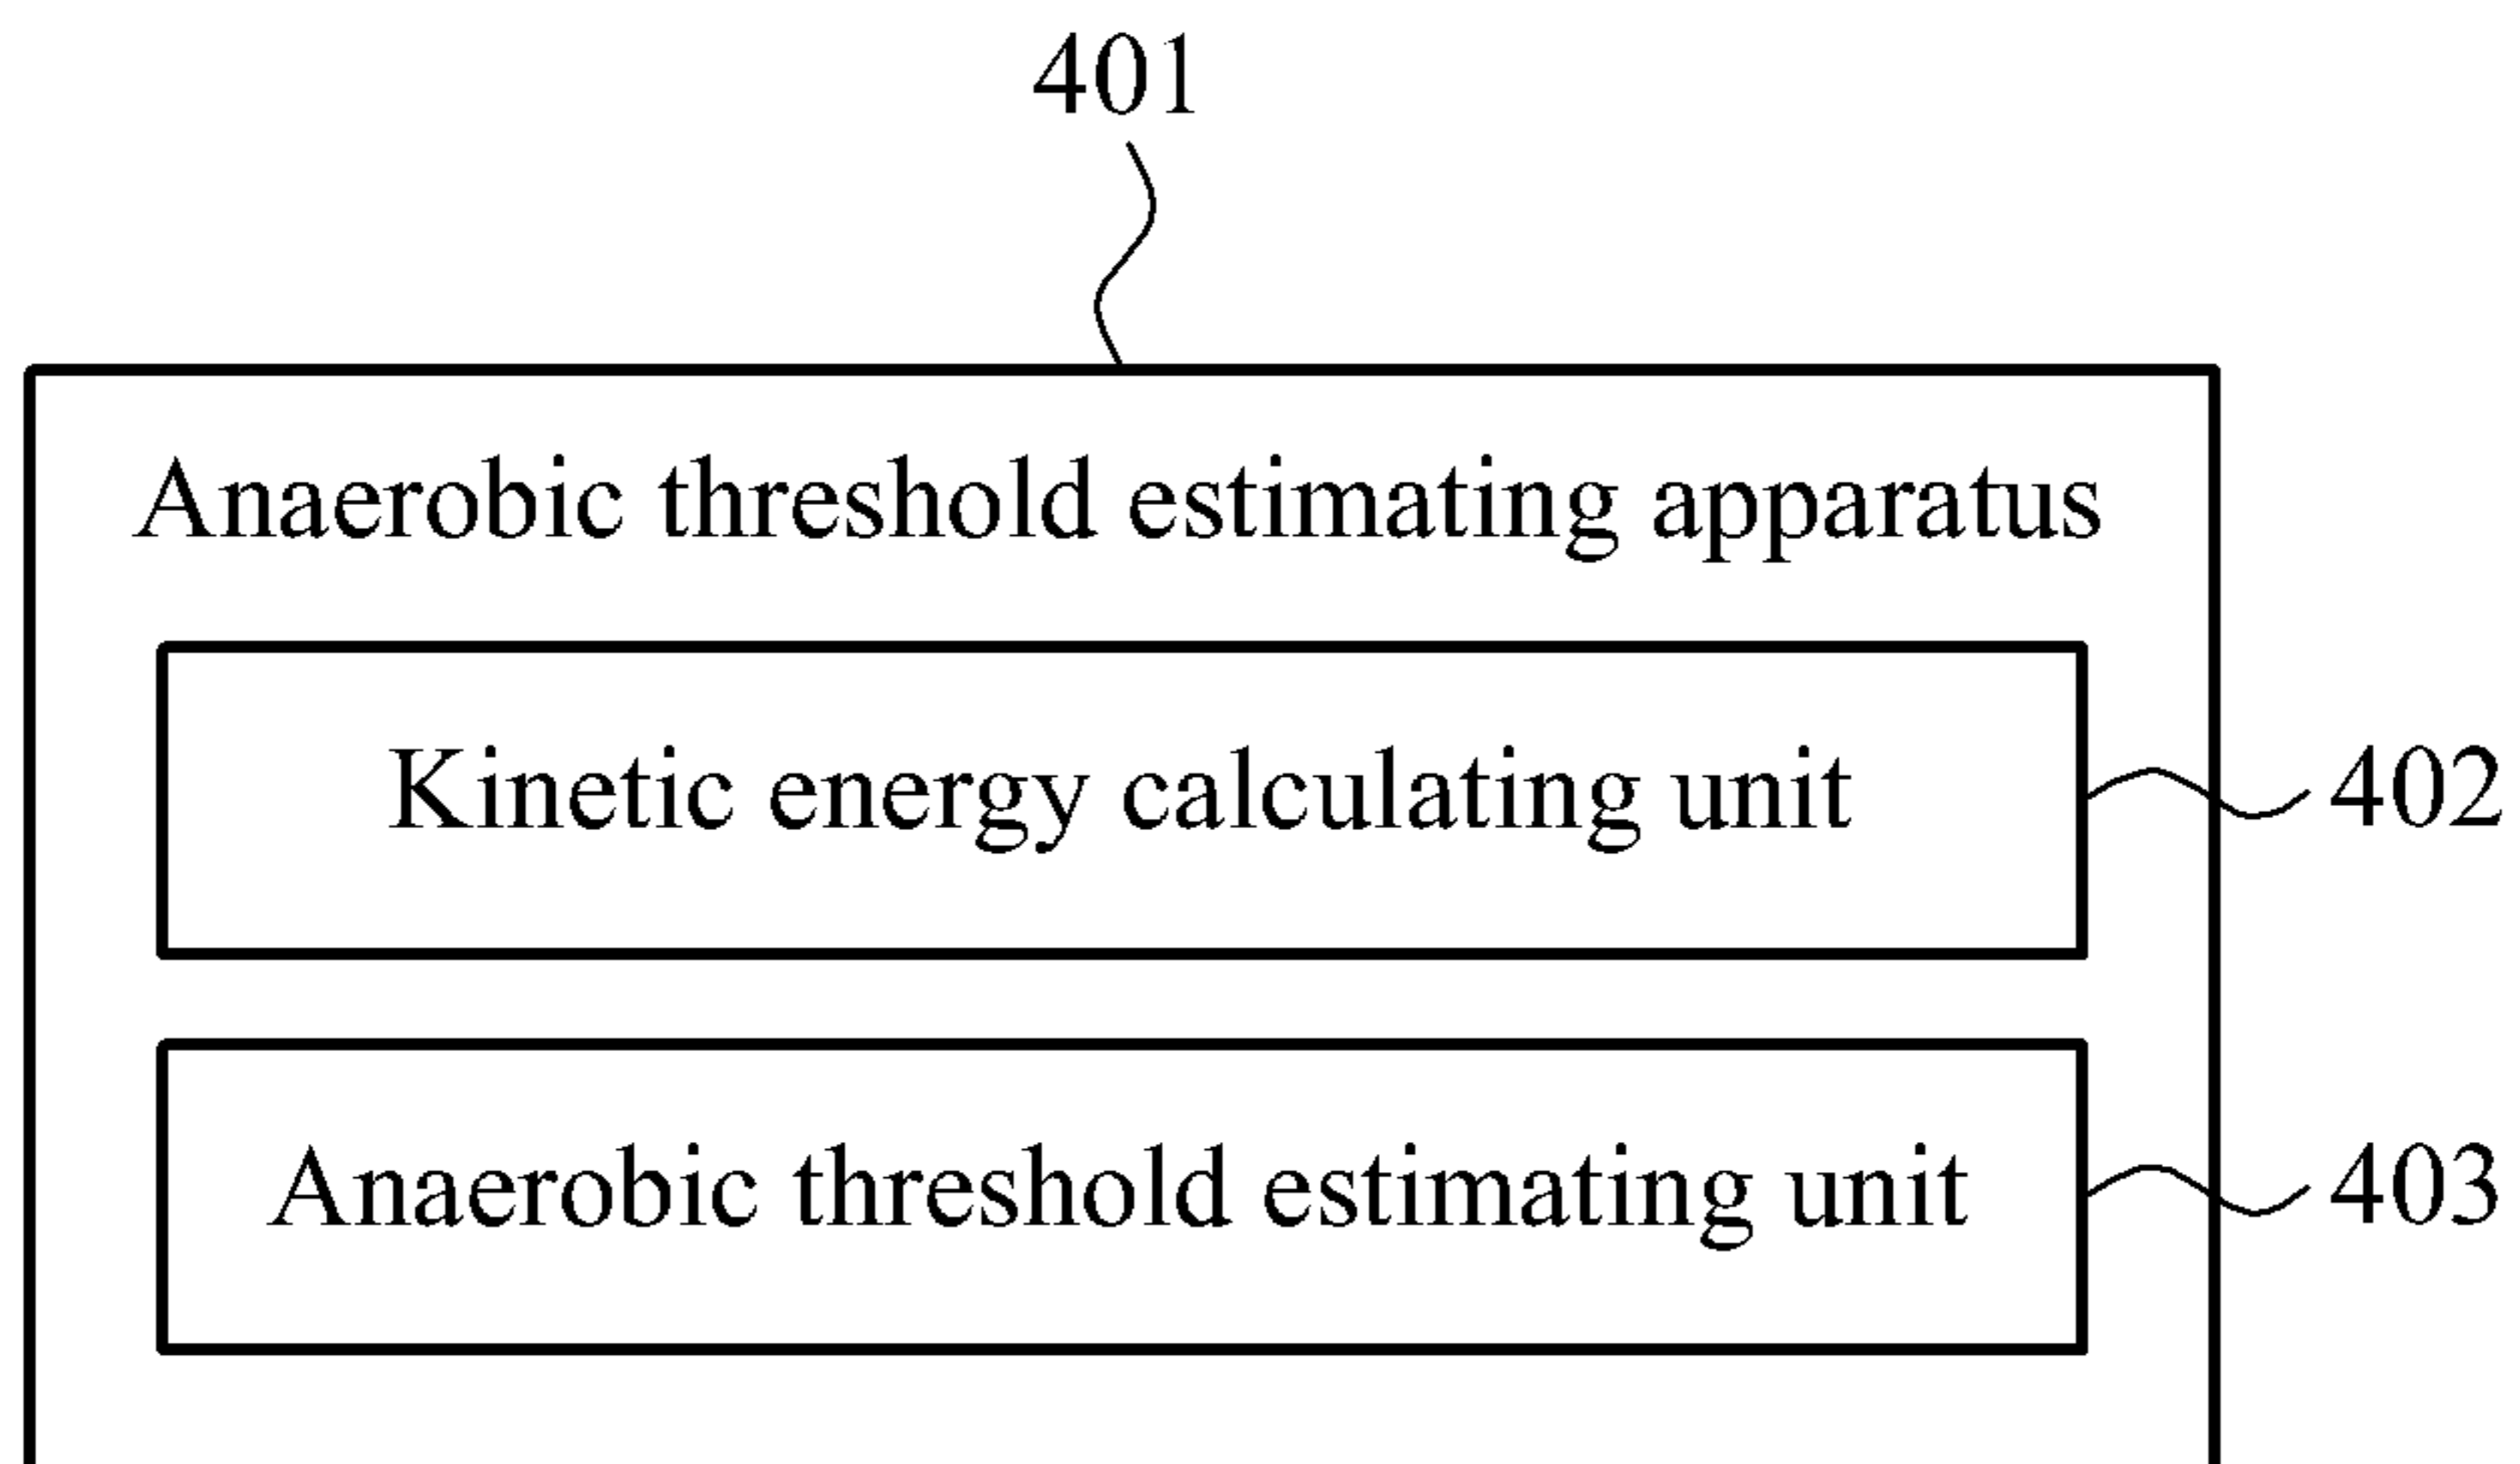 401
Anaerobic threshold estimating apparatus
Kinetic energy calculating unit
402
Anaerobic threshold estimating unit
403